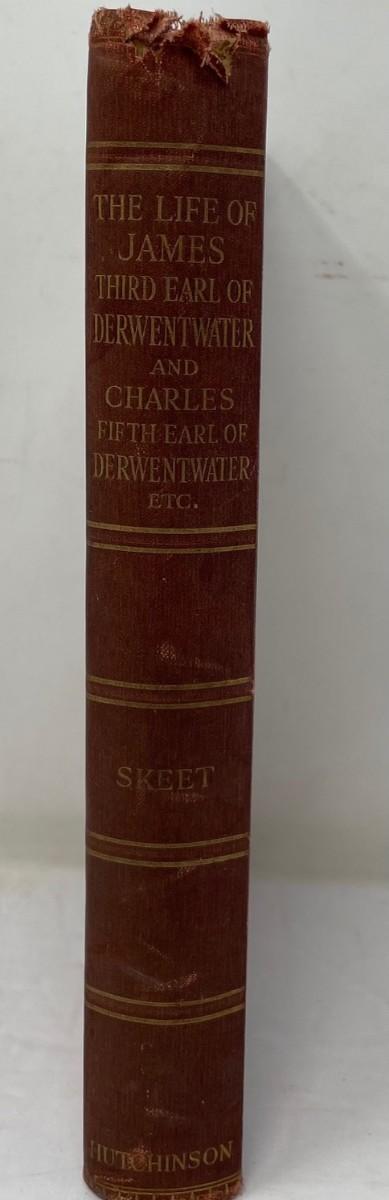 THE LIFE OF
JAMES
THIRD EARL OF
DERWENTWATER
AND
CHARLES
FIFTH EARL OF
DERWENTWATER
ETC.
SKEET
HUTCHINSON